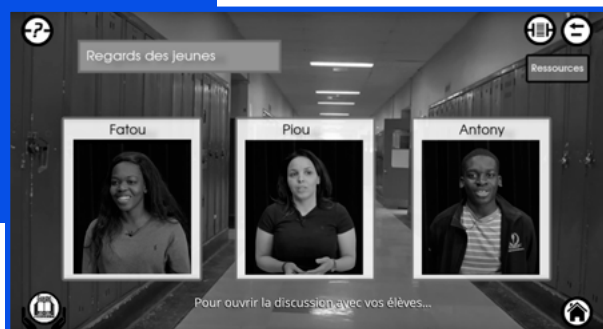 -?-
Regards des jeunes
Ressources
Fatou
Piou
Antony
Pour ouvrir la discussion avec vos élèves...